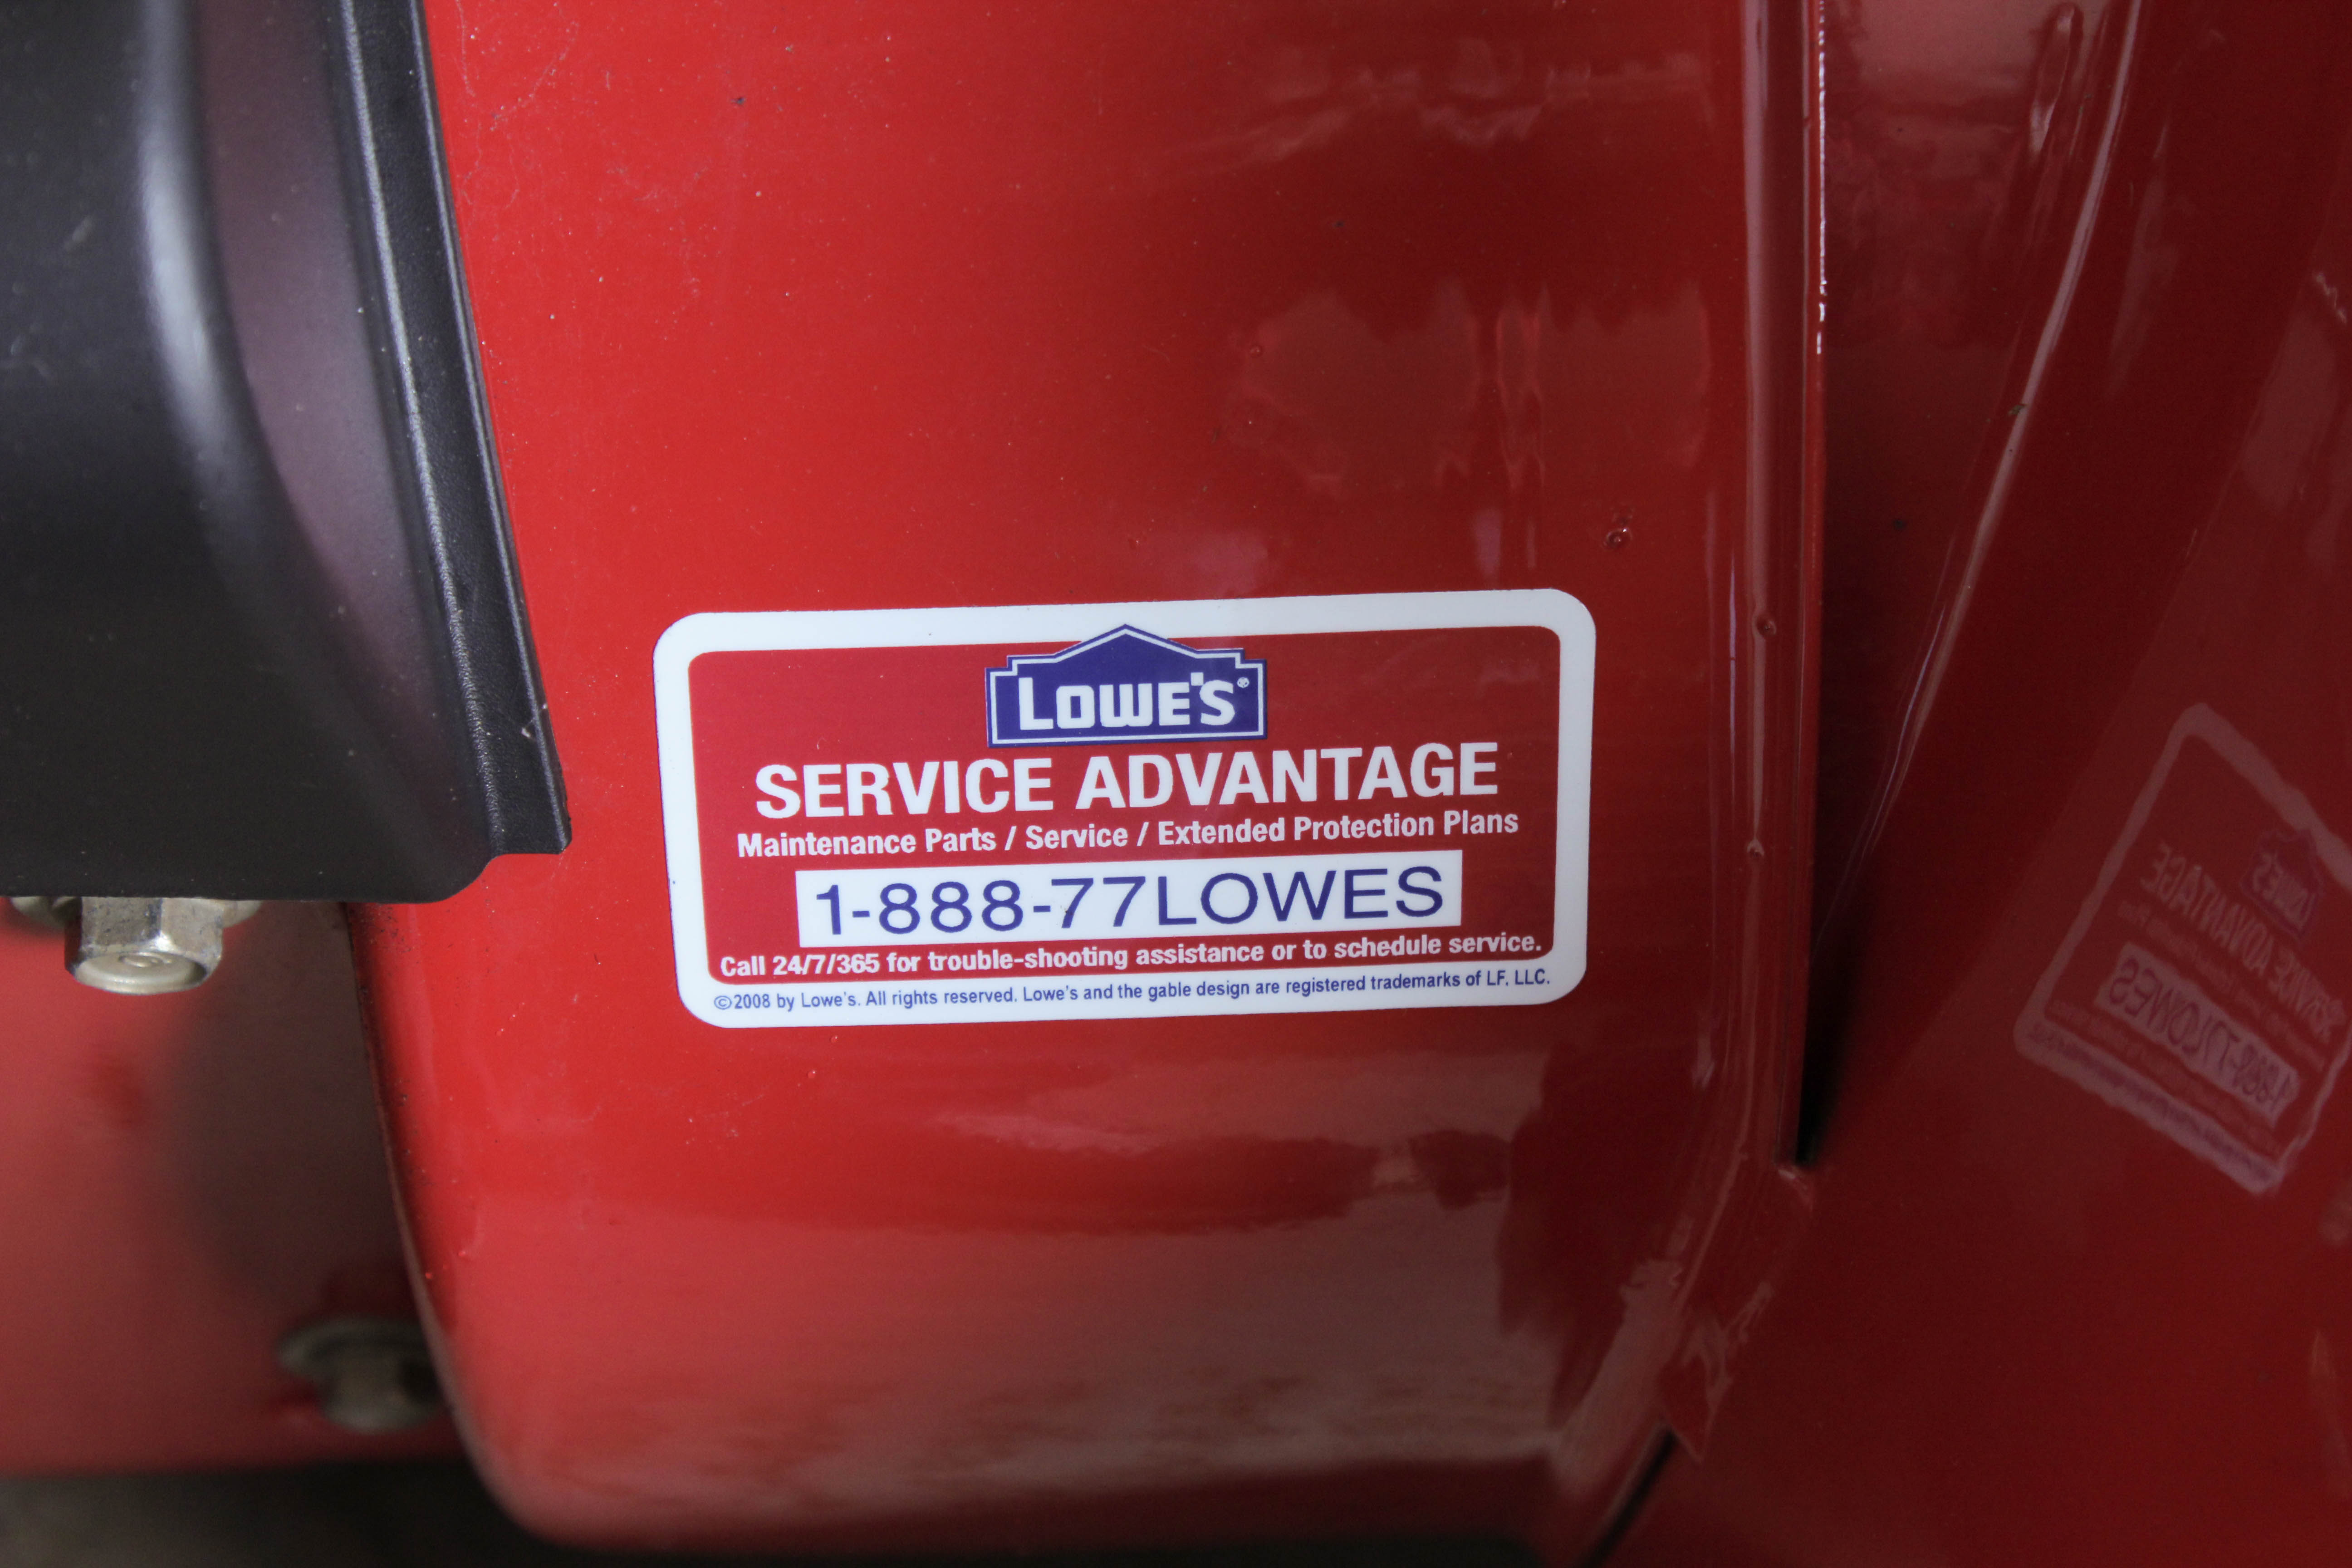 LOWE'S®
SERVICE ADVANTAGE
Maintenance Parts / Service / Extended Protection Plans
1-888-77LOWES
Call 24/7/365 for trouble-shooting assistance or to schedule service.
©2008 by Lowe's. All rights reserved. Lowe's and the gable design are registered trademarks of LF, LLC.